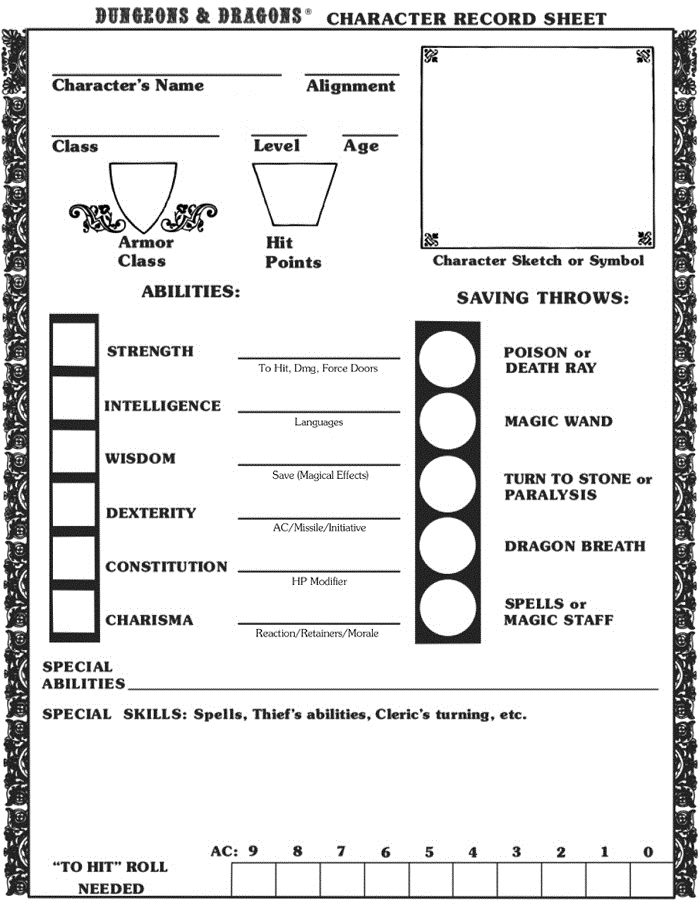 DUNGEONS & DRAGONS® CHARACTER RECORD SHEET
Character's Name
Alignment
Class
Level
Age
Armor
Class
Hit
Points
Character Sketch or Symbol
ABILITIES:
STRENGTH
To Hit, Dmg, Force Doors
INTELLIGENCE
Languages
WISDOM
Save (Magical Effects)
DEXTERITY
AC/Missile/Initiative
CONSTITUTION
HP Modifier
CHARISMA
Reaction/Retainers/Morale
SAVING THROWS:
POISON or
DEATH RAY
MAGIC WAND
TURN TO STONE or
PARALYSIS
DRAGON BREATH
SPELLS or
MAGIC STAFF
SPECIAL
ABILITIES
SPECIAL SKILLS: Spells, Thief's abilities, Cleric's turning, etc.
AC: 9 8 7 6 5 4 3 2 1 0
"TO HIT" ROLL
NEEDED